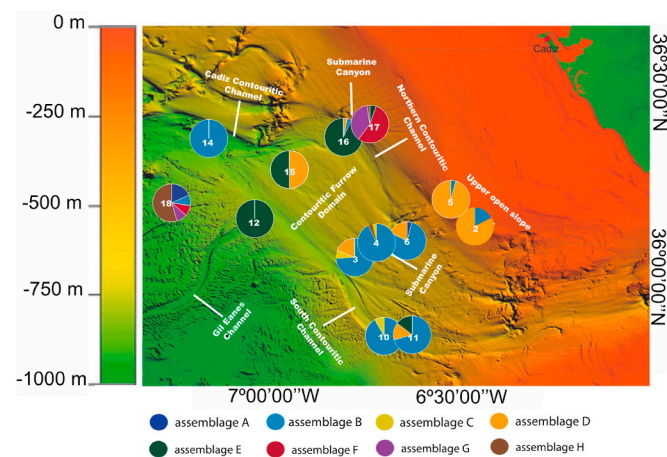 0 m
-250 m
-500 m
-750 m
-1000 m
Cadiz
Submarine
Canyon
Cadiz Contouritic
Channel
Northern Contouritic
Channel
Contouritic Furrow
Domain
Upper open slope
Submarine
Canyon
South Contouritic
Channel
Gil Eanes
Channel
14
16
17
15
18
12
5
2
4
6
3
10
11
36°30'00''N
36°00'00''N
7°00'00''W
6°30'00''W
assemblage A
assemblage B
assemblage C
assemblage D
assemblage E
assemblage F
assemblage G
assemblage H